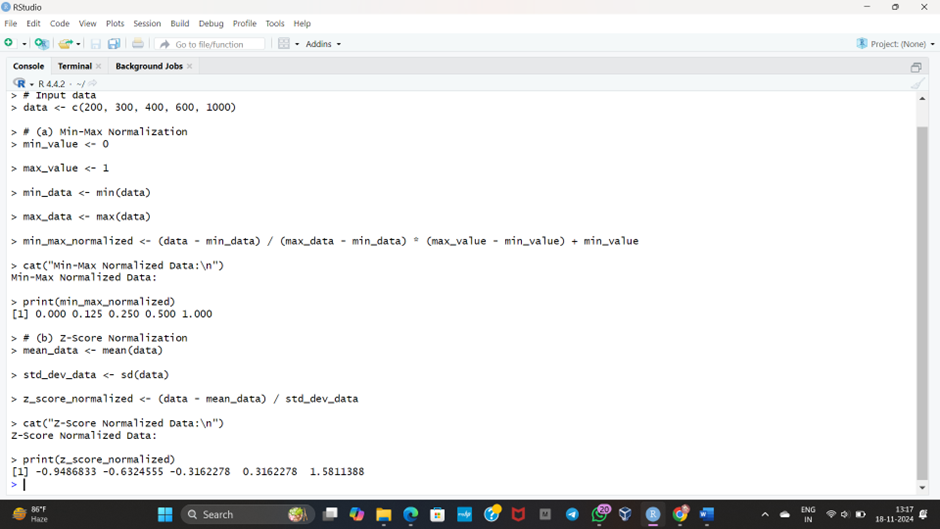 RStudio
File Edit Code View Plots Session Build Debug Profile Tools Help
Go to file/function Addins Project: (None)
Console Terminal Background Jobs
R R 4.4.2 · ~/
> # Input data
> data <- c(200, 300, 400, 600, 1000)
> # (a) Min-Max Normalization
> min_value <- 0
> max_value <- 1
> min_data <- min(data)
> max_data <- max(data)
> min_max_normalized <- (data - min_data) / (max_data - min_data) * (max_value - min_value) + min_value
> cat("Min-Max Normalized Data:\n")
Min-Max Normalized Data:
> print(min_max_normalized)
[1] 0.000 0.125 0.250 0.500 1.000
> # (b) Z-Score Normalization
> mean_data <- mean(data)
> std_dev_data <- sd(data)
> z_score_normalized <- (data - mean_data) / std_dev_data
> cat("Z-Score Normalized Data:\n")
Z-Score Normalized Data:
> print(z_score_normalized)
[1] -0.9486833 -0.6324555 -0.3162278  0.3162278  1.5811388
>
86°F
Haze
Search
20
ENG
IN
13:17
18-11-2024